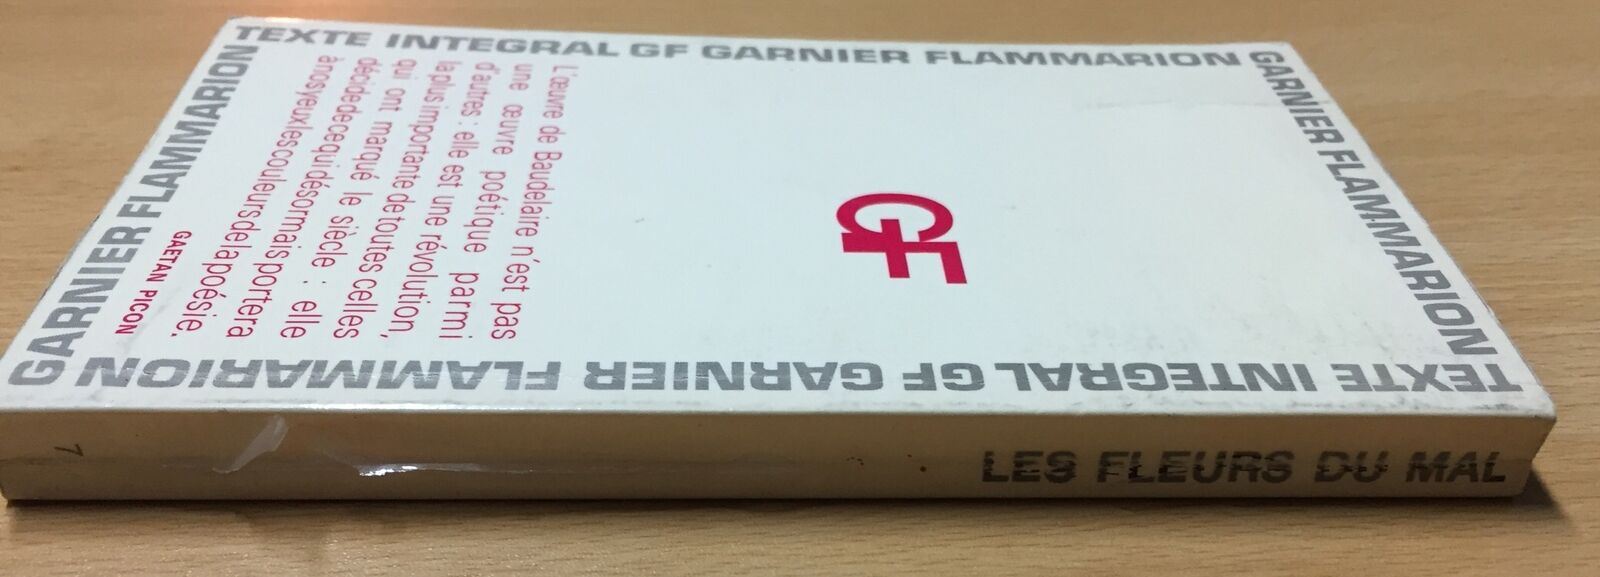 TEXTE INTEGRAL GF GARNIER FLAMMARION
GARNIER FLAMMARION
TEXTE INTEGRAL GF GARNIER FLAMMARION
GARNIER FLAMMARION
L'œuvre de Baudelaire n'est pas
une œuvre poétique parmi
d'autres : elle est une révolution,
la plus importante de toutes celles
qui ont marqué le siècle : elle
décide de ce qui désormais portera
à nos yeux les couleurs de la poésie.
GAETAN PICON
GF
LES FLEURS DU MAL
7